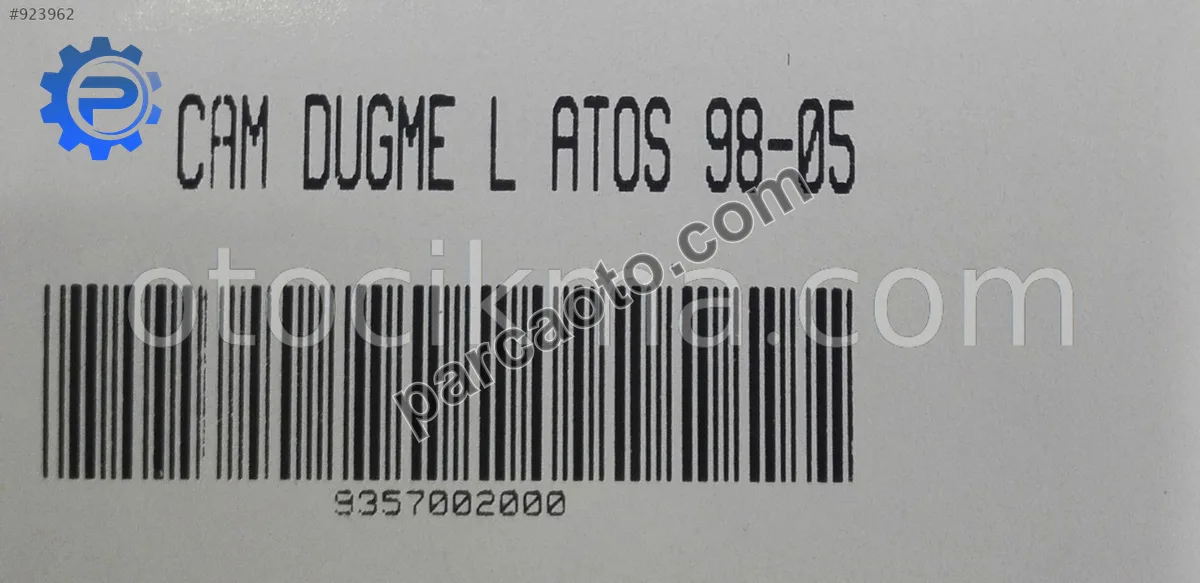 #923962
CAM DUGME L ATOS 98-05
otocikma.com
parcaoto.com
9357002000